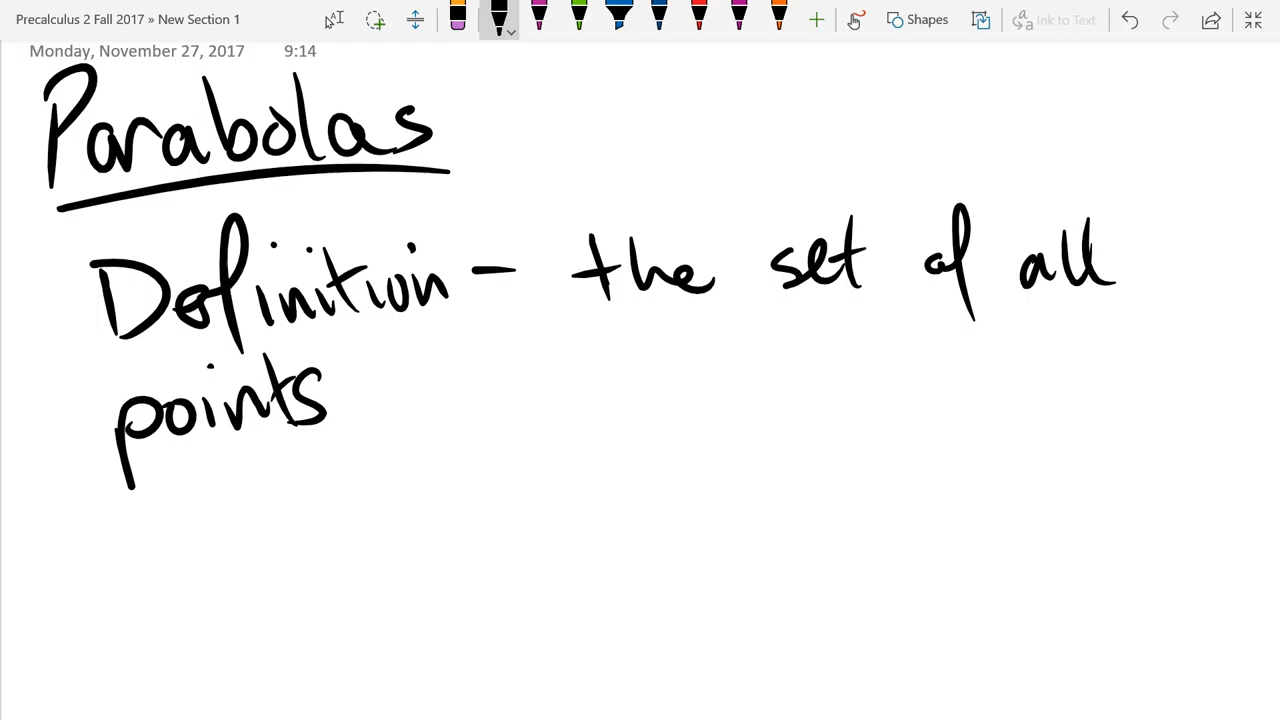 Precalculus 2 Fall 2017 » New Section 1
Shapes
Ink to Text
Monday, November 27, 2017 9:14
Parabolas
Definition - the set of all
points